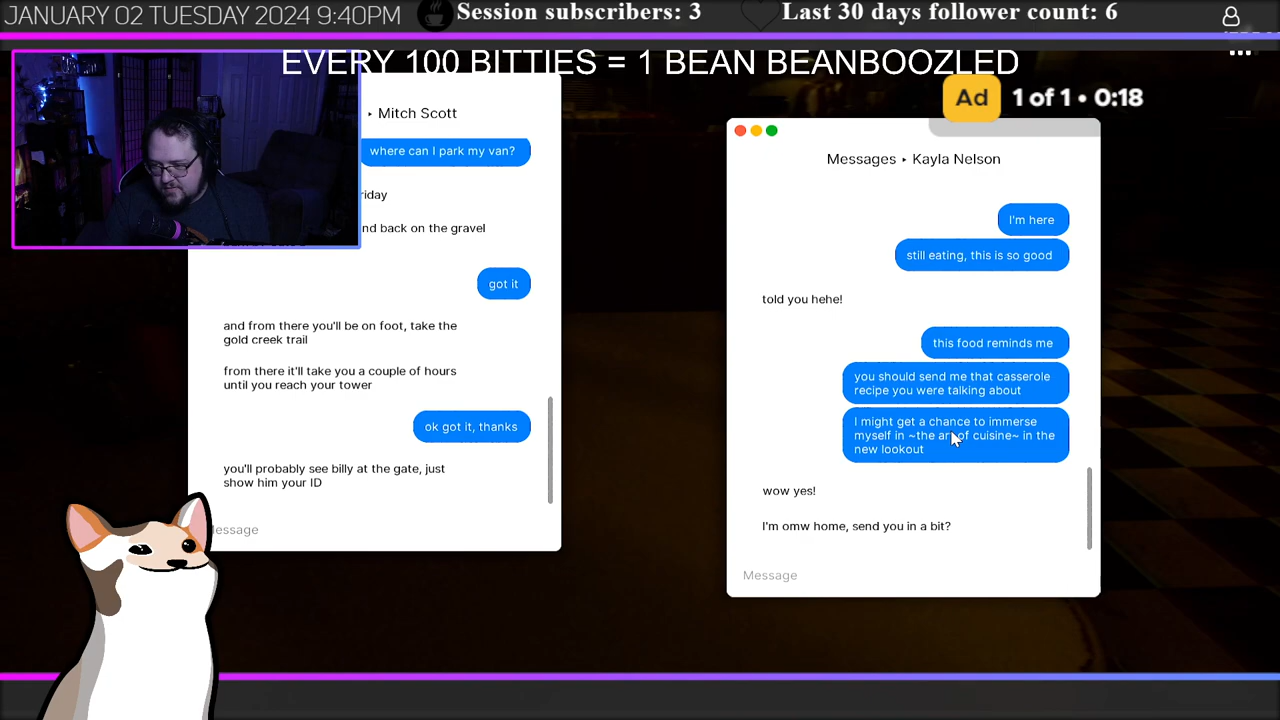 JANUARY 02 TUESDAY 2024 9:40PM
Session subscribers: 3
Last 30 days follower count: 6
EVERY 100 BITTIES = 1 BEAN BEANBOOZLED
Ad 1 of 1 • 0:18
▸ Mitch Scott
where can I park my van?
nd back on the gravel
got it
and from there you'll be on foot, take the
gold creek trail
from there it'll take you a couple of hours
until you reach your tower
ok got it, thanks
you'll probably see billy at the gate, just
show him your ID
Messages ▸ Kayla Nelson
I'm here
still eating, this is so good
told you hehe!
this food reminds me
you should send me that casserole
recipe you were talking about
I might get a chance to immerse
myself in ~the art of cuisine~ in the
new lookout
wow yes!
I'm omw home, send you in a bit?
Message